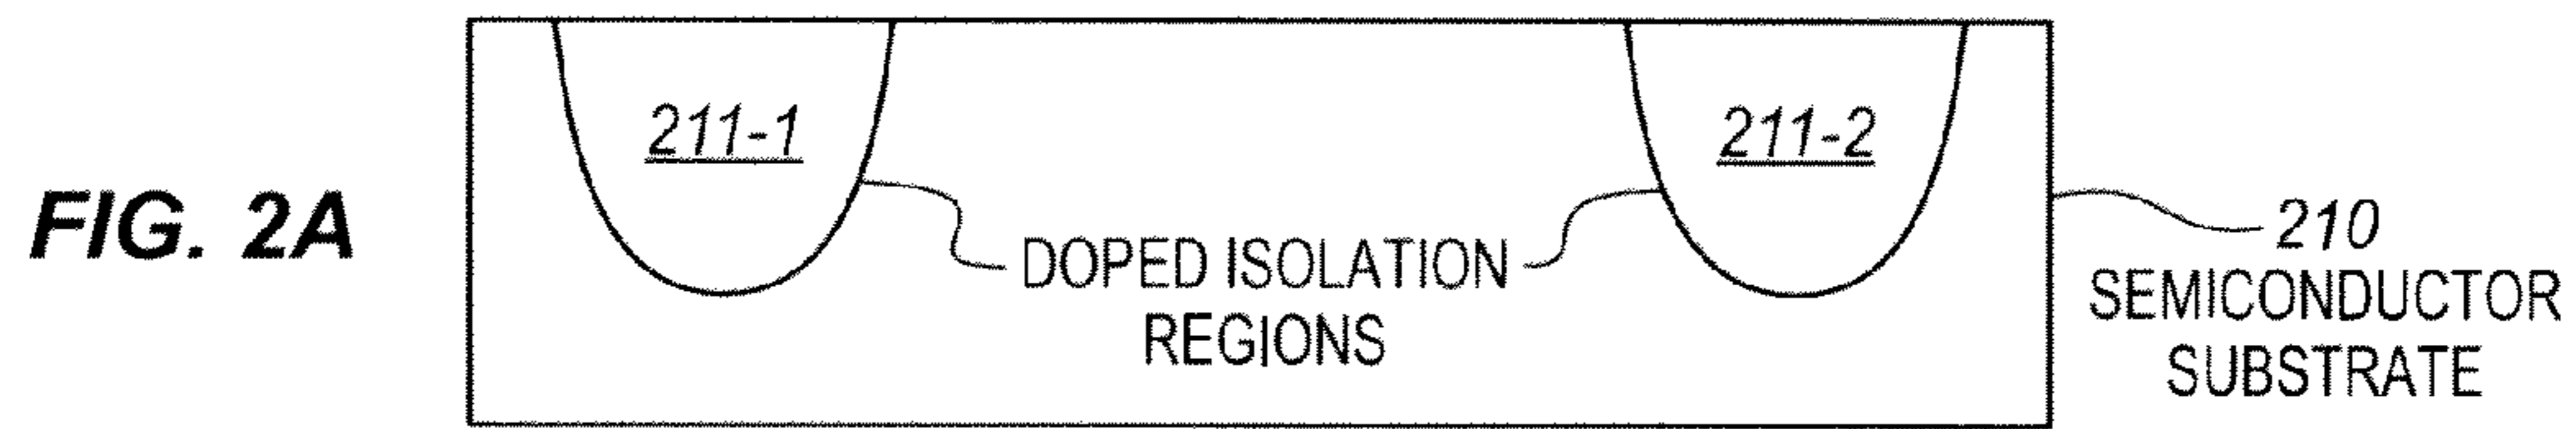 FIG. 2A
211-1
211-2
DOPED ISOLATION
REGIONS
210
SEMICONDUCTOR
SUBSTRATE